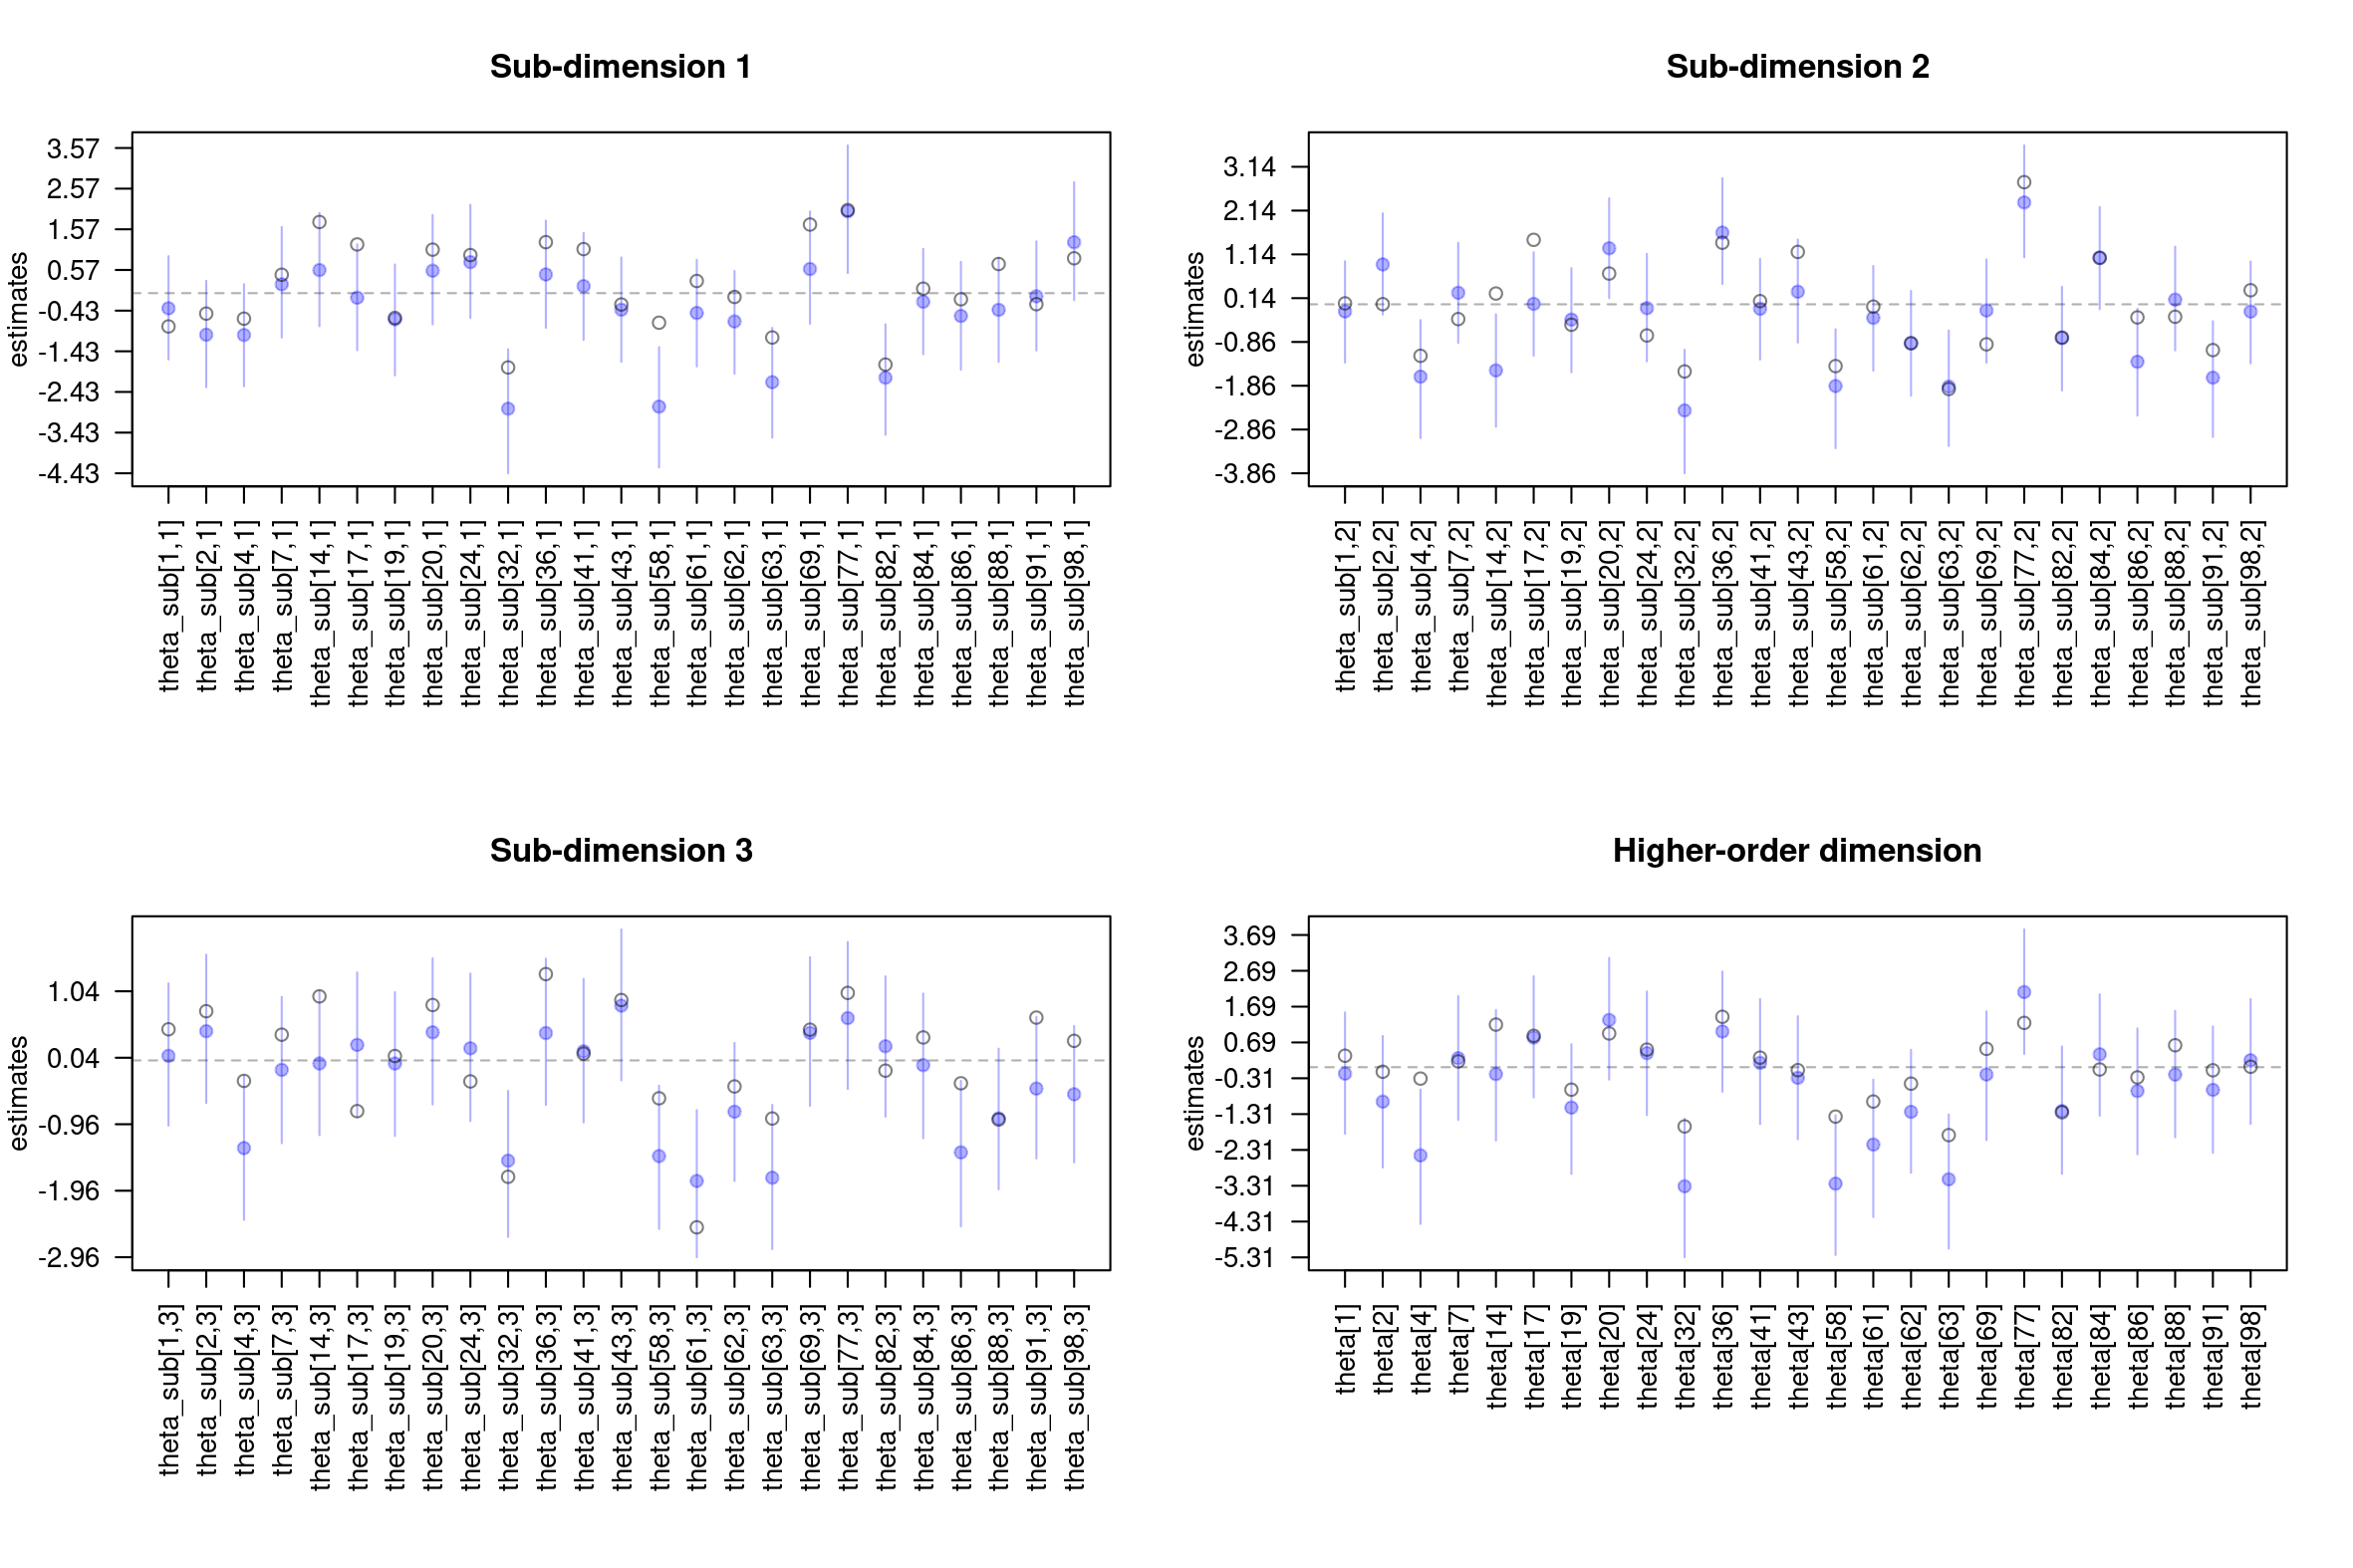 Sub-dimension 1
estimates
3.57
2.57
1.57
0.57
-0.43
-1.43
-2.43
-3.43
-4.43
theta_sub[1,1]
theta_sub[2,1]
theta_sub[4,1]
theta_sub[7,1]
theta_sub[14,1]
theta_sub[17,1]
theta_sub[19,1]
theta_sub[20,1]
theta_sub[24,1]
theta_sub[32,1]
theta_sub[36,1]
theta_sub[41,1]
theta_sub[43,1]
theta_sub[58,1]
theta_sub[61,1]
theta_sub[62,1]
theta_sub[63,1]
theta_sub[69,1]
theta_sub[77,1]
theta_sub[82,1]
theta_sub[84,1]
theta_sub[86,1]
theta_sub[88,1]
theta_sub[91,1]
theta_sub[98,1]
Sub-dimension 2
estimates
3.14
2.14
1.14
0.14
-0.86
-1.86
-2.86
-3.86
theta_sub[1,2]
theta_sub[2,2]
theta_sub[4,2]
theta_sub[7,2]
theta_sub[14,2]
theta_sub[17,2]
theta_sub[19,2]
theta_sub[20,2]
theta_sub[24,2]
theta_sub[32,2]
theta_sub[36,2]
theta_sub[41,2]
theta_sub[43,2]
theta_sub[58,2]
theta_sub[61,2]
theta_sub[62,2]
theta_sub[63,2]
theta_sub[69,2]
theta_sub[77,2]
theta_sub[82,2]
theta_sub[84,2]
theta_sub[86,2]
theta_sub[88,2]
theta_sub[91,2]
theta_sub[98,2]
Sub-dimension 3
estimates
1.04
0.04
-0.96
-1.96
-2.96
theta_sub[1,3]
theta_sub[2,3]
theta_sub[4,3]
theta_sub[7,3]
theta_sub[14,3]
theta_sub[17,3]
theta_sub[19,3]
theta_sub[20,3]
theta_sub[24,3]
theta_sub[32,3]
theta_sub[36,3]
theta_sub[41,3]
theta_sub[43,3]
theta_sub[58,3]
theta_sub[61,3]
theta_sub[62,3]
theta_sub[63,3]
theta_sub[69,3]
theta_sub[77,3]
theta_sub[82,3]
theta_sub[84,3]
theta_sub[86,3]
theta_sub[88,3]
theta_sub[91,3]
theta_sub[98,3]
Higher-order dimension
estimates
3.69
2.69
1.69
0.69
-0.31
-1.31
-2.31
-3.31
-4.31
-5.31
theta[1]
theta[2]
theta[4]
theta[7]
theta[14]
theta[17]
theta[19]
theta[20]
theta[24]
theta[32]
theta[36]
theta[41]
theta[43]
theta[58]
theta[61]
theta[62]
theta[63]
theta[69]
theta[77]
theta[82]
theta[84]
theta[86]
theta[88]
theta[91]
theta[98]